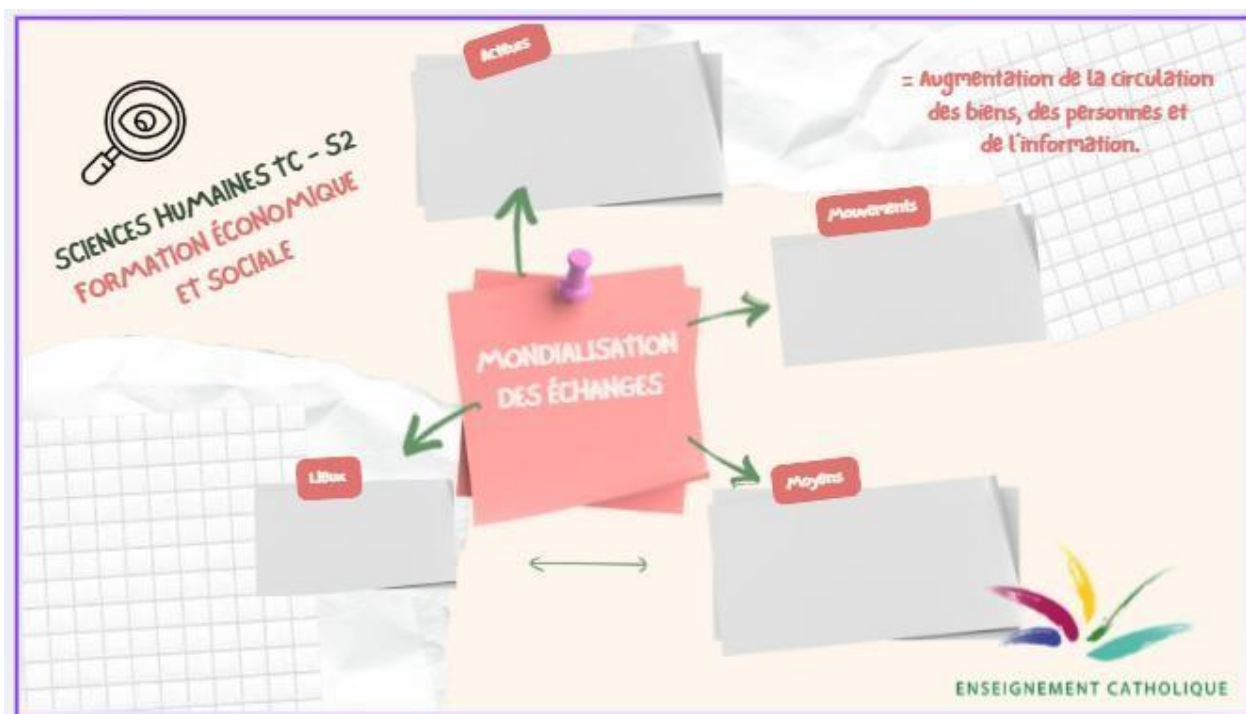 Acteurs
= Augmentation de la circulation
des biens, des personnes et
de l'information.
SCIENCES HUMAINES TC - S2
FORMATION ÉCONOMIQUE
ET SOCIALE
Mouvements
MONDIALISATION
DES ÉCHANGES
Lieux
Moyens
ENSEIGNEMENT CATHOLIQUE